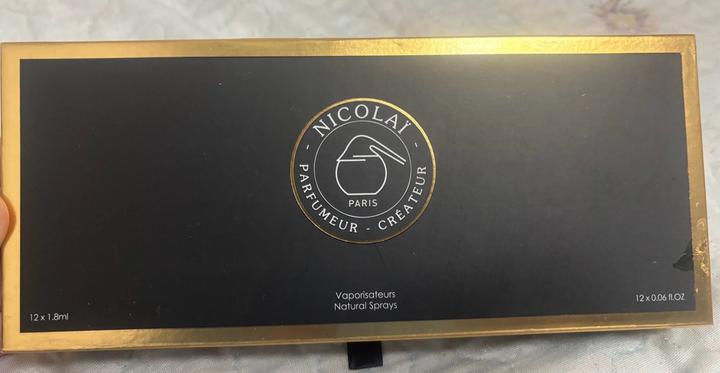 - NICOLAÏ -
PARFUMEUR - CRÉATEUR
PARIS
Vaporisateurs
Natural Sprays
12 x 1.8ml
12 x 0.06 fl.OZ